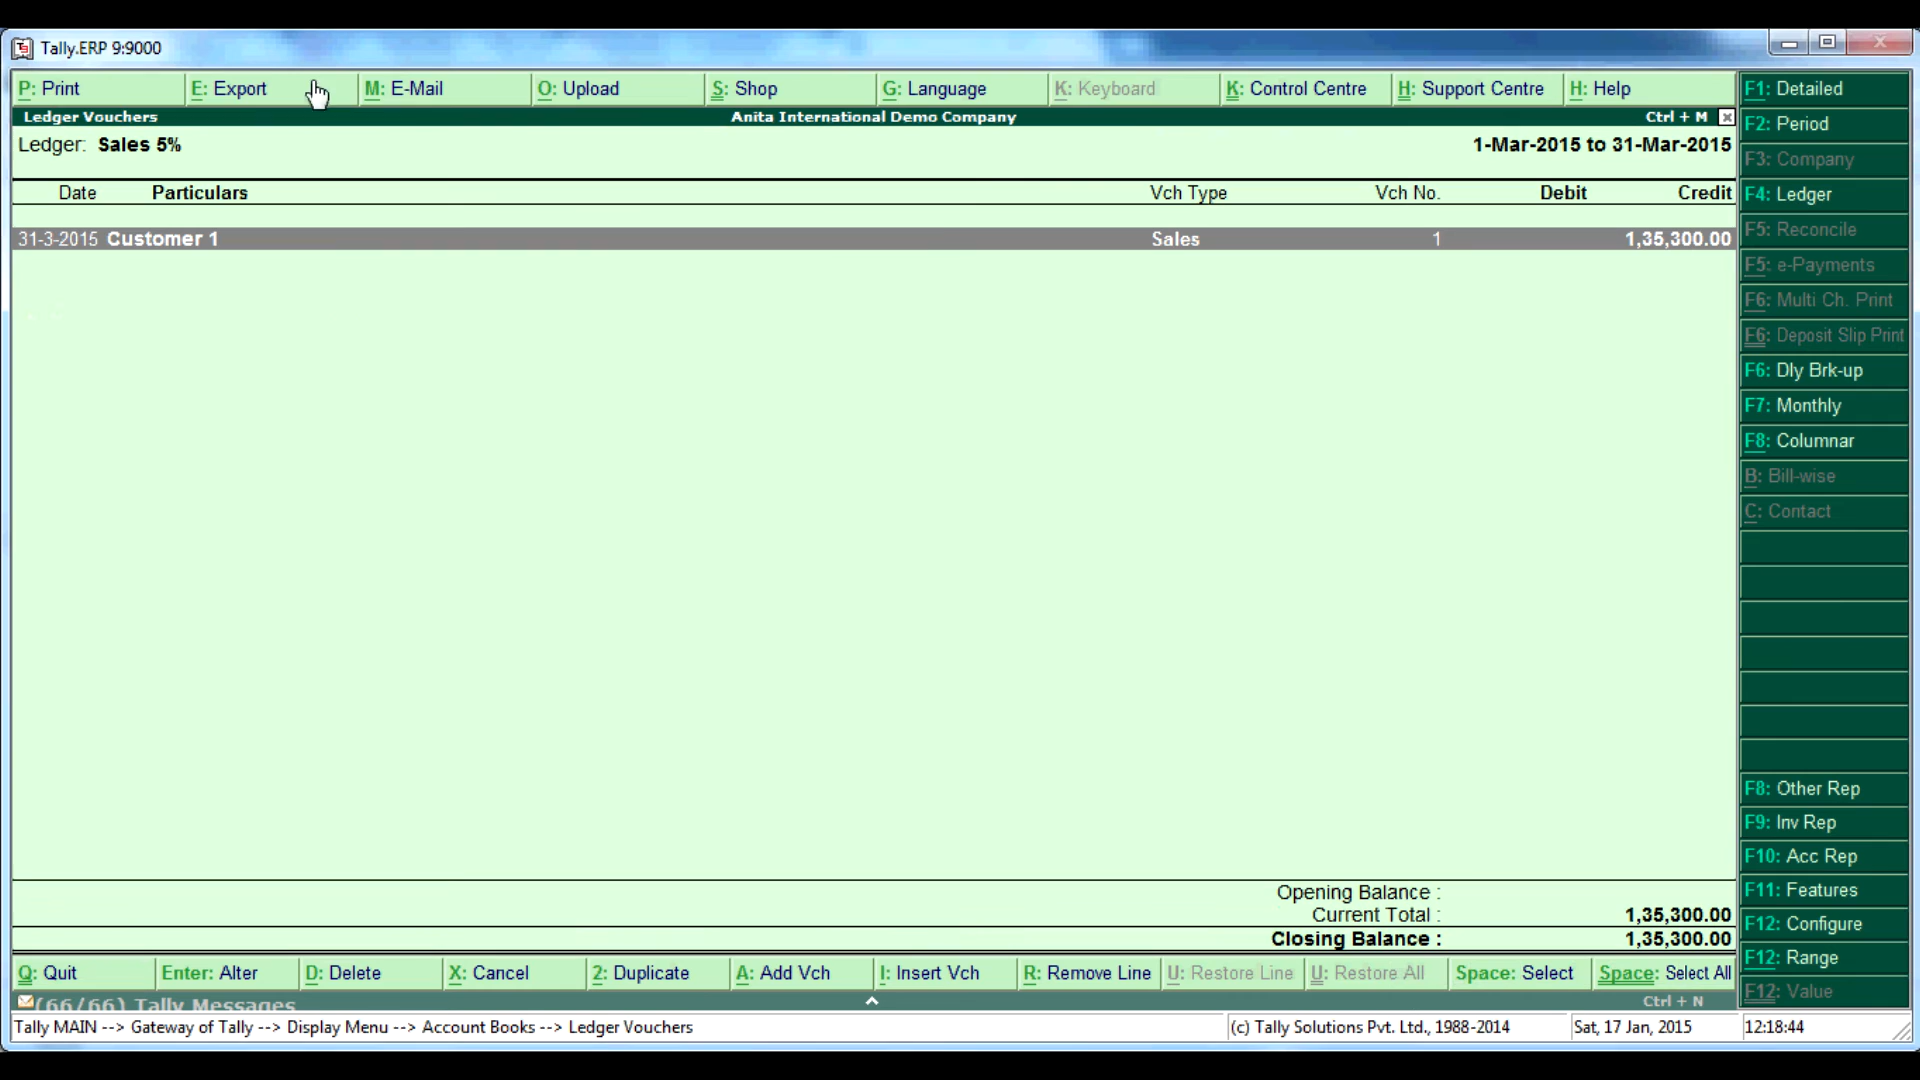 Tally.ERP 9:9000
P: Print E: Export M: E-Mail O: Upload S: Shop G: Language K: Keyboard K: Control Centre H: Support Centre H: Help
Ledger Vouchers Anita International Demo Company Ctrl + M
Ledger: Sales 5% 1-Mar-2015 to 31-Mar-2015
Date Particulars Vch Type Vch No. Debit Credit
31-3-2015 Customer 1 Sales 1 1,35,300.00
Opening Balance :
Current Total : 1,35,300.00
Closing Balance : 1,35,300.00
F1: Detailed
F2: Period
F3: Company
F4: Ledger
F5: Reconcile
F5: e-Payments
F6: Multi Ch. Print
F6: Deposit Slip Print
F6: Dly Brk-up
F7: Monthly
F8: Columnar
B: Bill-wise
C: Contact
F8: Other Rep
F9: Inv Rep
F10: Acc Rep
F11: Features
F12: Configure
F12: Range
F12: Value
Q: Quit Enter: Alter D: Delete X: Cancel 2: Duplicate A: Add Vch I: Insert Vch R: Remove Line U: Restore Line U: Restore All Space: Select Space: Select All
(66/66) Tally Messages Ctrl + N
Tally MAIN --> Gateway of Tally --> Display Menu --> Account Books --> Ledger Vouchers (c) Tally Solutions Pvt. Ltd., 1988-2014 Sat, 17 Jan, 2015 12:18:44